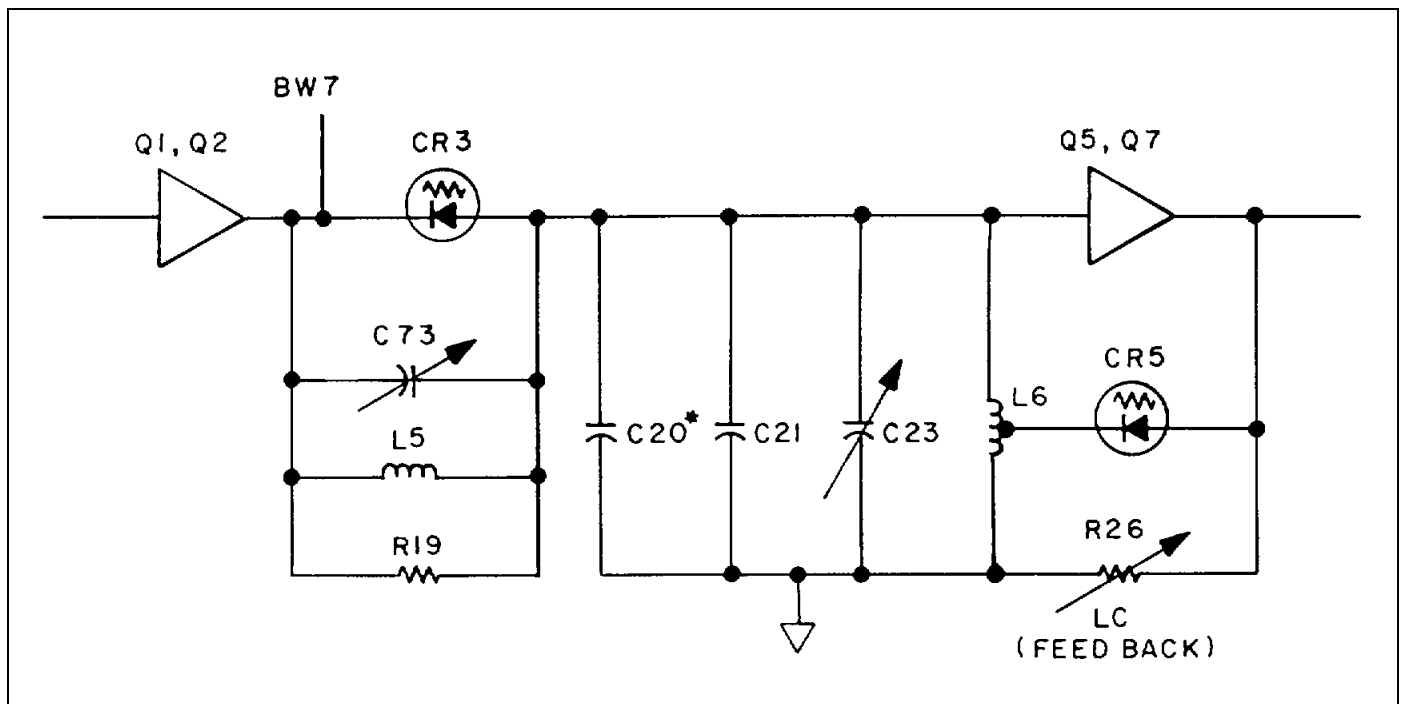 BW7
Q1, Q2
CR3
Q5, Q7
C73
L5
R19
C20*
C21
C23
L6
CR5
R26
LC
(FEED BACK)